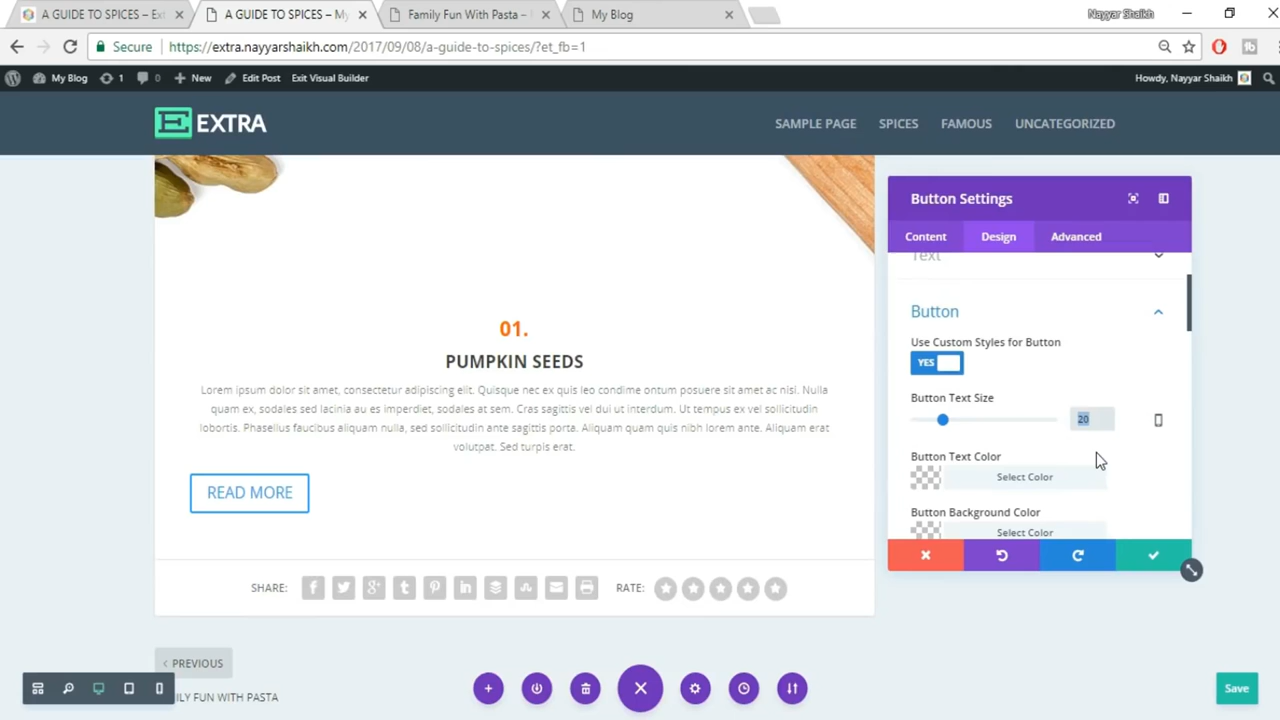 A GUIDE TO SPICES – Ex
A GUIDE TO SPICES – My
Family Fun With Pasta –
My Blog
Nayyar Shaikh
Secure
https://extra.nayyarshaikh.com/2017/09/08/a-guide-to-spices/?et_fb=1
My Blog
1
0
New
Edit Post
Exit Visual Builder
Howdy, Nayyar Shaikh
E EXTRA
SAMPLE PAGE
SPICES
FAMOUS
UNCATEGORIZED
01.
PUMPKIN SEEDS
Lorem ipsum dolor sit amet, consectetur adipiscing elit. Quisque nec ex quis leo condime ontum posuere sit amet ac nisi. Nam
quam ex, sodales sed lacinia au es imperdiet, sodales at sem. Cras sagittis vel dui ut interdum. Ut tempus ex vestibulum
lobortis. Phasellus faucibus aliquam nulla, sed sollicitudin ante sagittis porta. Aliquam quam quis nibh lorem ante. Aliquam erat
volutpat. Sed turpis erat.
READ MORE
SHARE:
RATE:
PREVIOUS
ILY FUN WITH PASTA
Button Settings
Content
Design
Advanced
Text
Button
Use Custom Styles for Button
YES
Button Text Size
20
Button Text Color
Select Color
Button Background Color
Select Color
Save